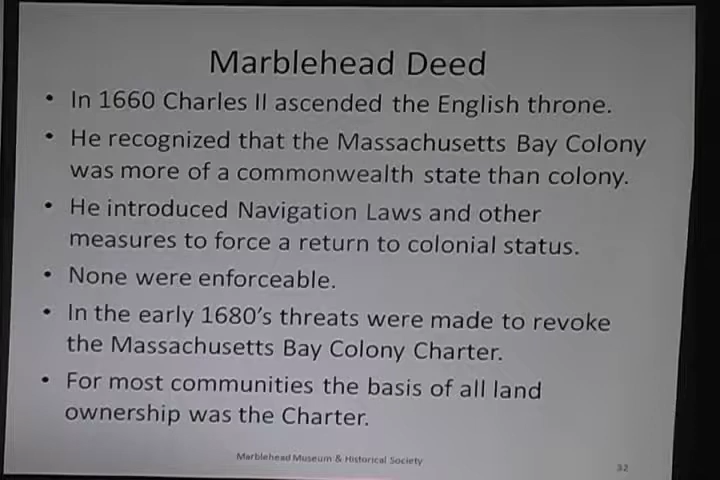 Marblehead Deed
• In 1660 Charles II ascended the English throne.
• He recognized that the Massachusetts Bay Colony
was more of a commonwealth state than colony.
• He introduced Navigation Laws and other
measures to force a return to colonial status.
• None were enforceable.
• In the early 1680's threats were made to revoke
the Massachusetts Bay Colony Charter.
• For most communities the basis of all land
ownership was the Charter.
Marblehead Museum & Historical Society
32